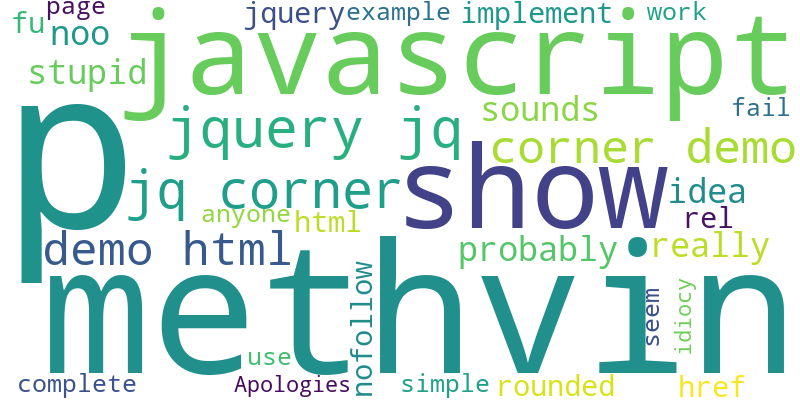 page
fu
noo
jquery
example
implement
work
javascript
stupid
p
sounds
fail
jquery jq
corner demo
show
jq corner
idea
anyone
html
rel
demo html
probably
really
methvin
nofollow
seem
idiocy
use
complete
Apologies
simple
rounded
href